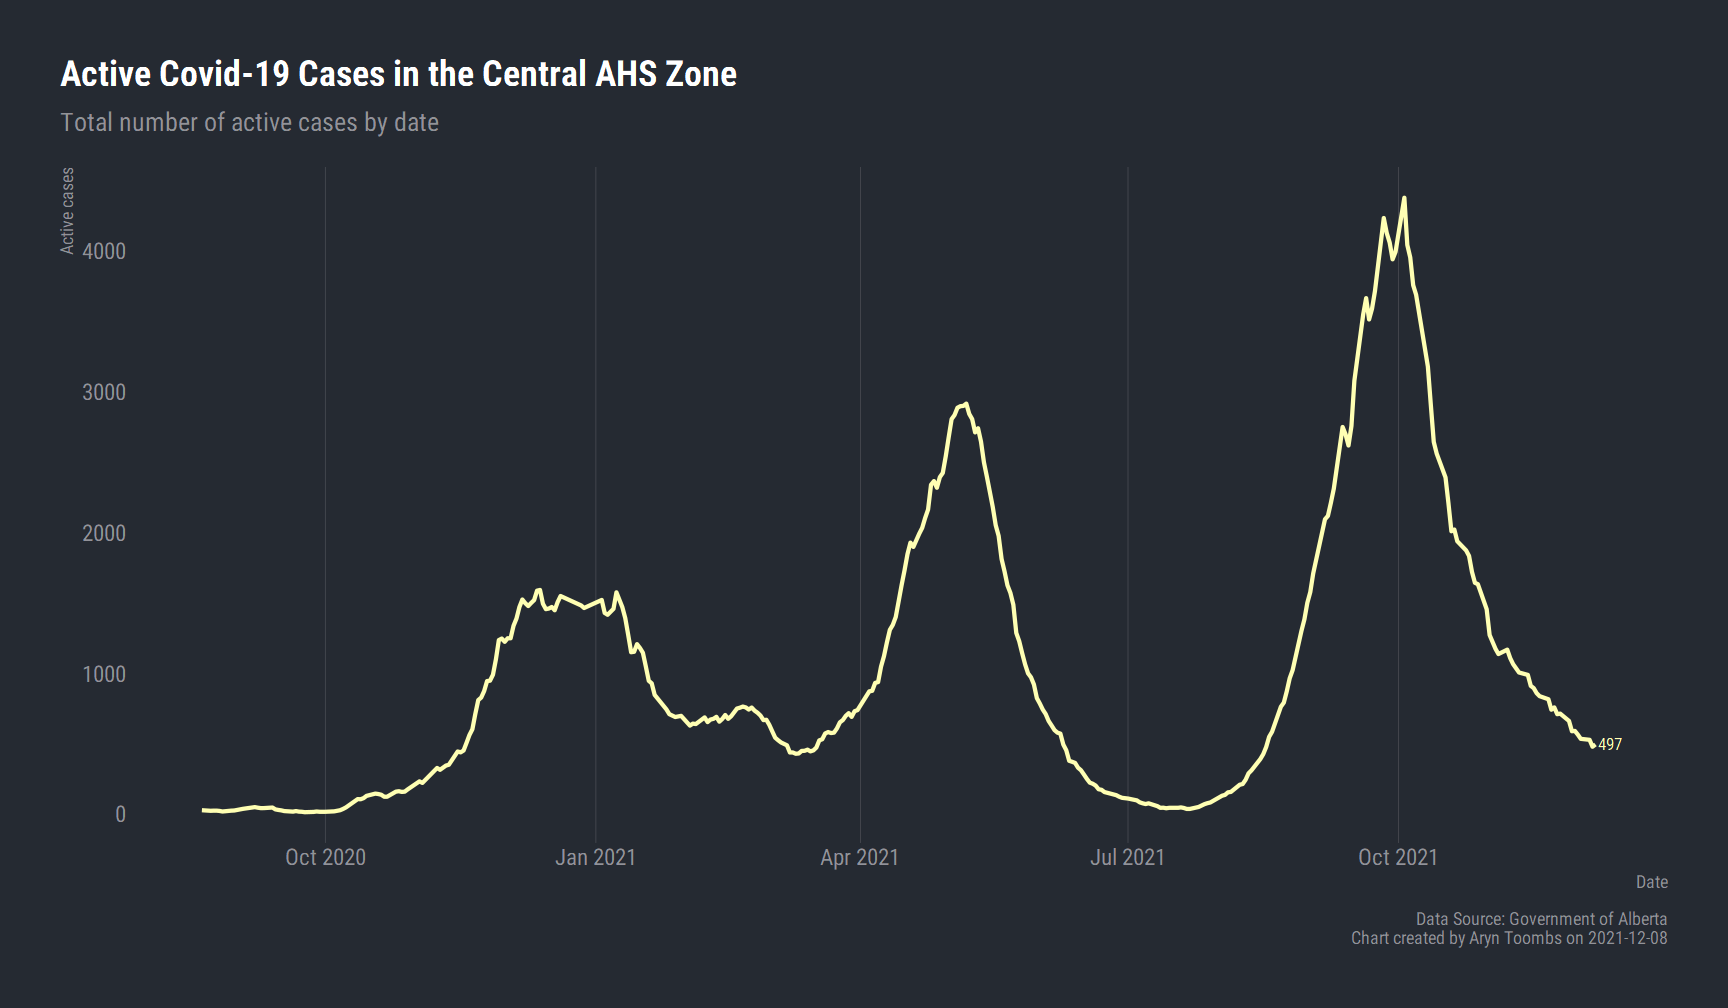 Active Covid-19 Cases in the Central AHS Zone
Total number of active cases by date
Active cases
4000
3000
2000
1000
0
497
Oct 2020
Jan 2021
Apr 2021
Jul 2021
Oct 2021
Date
Data Source: Government of Alberta
Chart created by Aryn Toombs on 2021-12-08